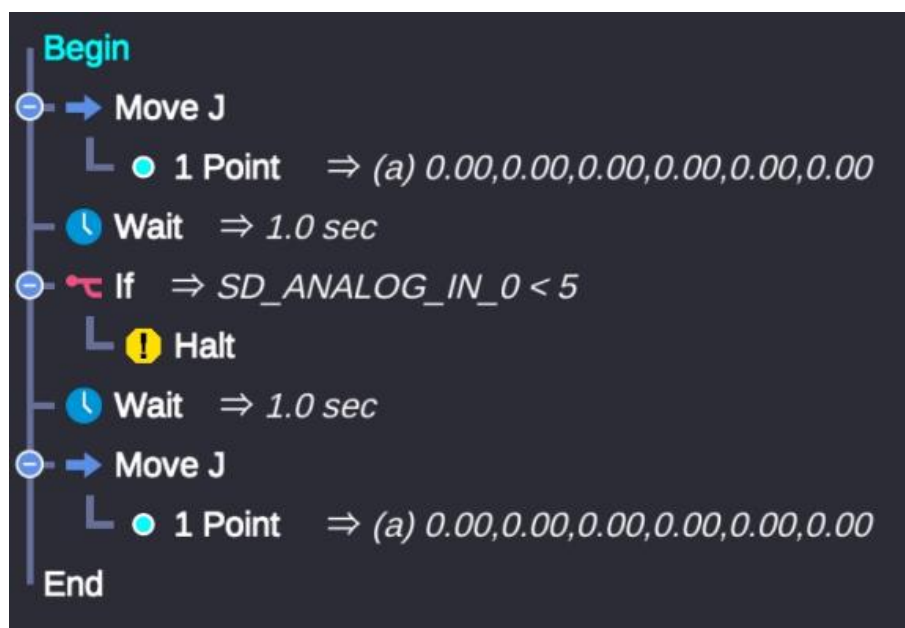 Begin
Move J
1 Point ⇒ (a) 0.00,0.00,0.00,0.00,0.00,0.00
Wait ⇒ 1.0 sec
If ⇒ SD_ANALOG_IN_0 < 5
Halt
Wait ⇒ 1.0 sec
Move J
1 Point ⇒ (a) 0.00,0.00,0.00,0.00,0.00,0.00
End